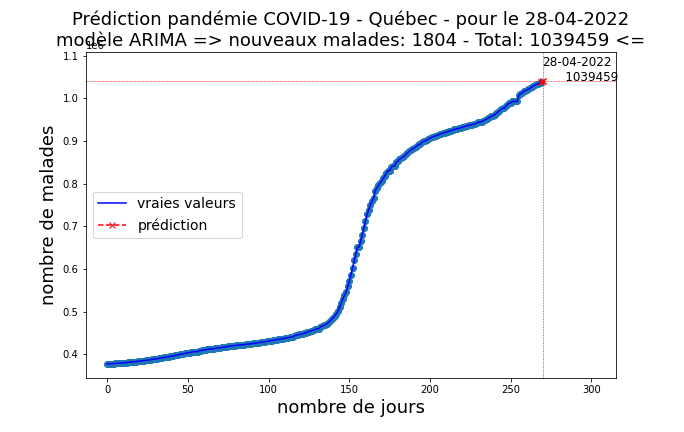 Prédiction pandémie COVID-19 - Québec - pour le 28-04-2022
modèle ARIMA => nouveaux malades: 1804 - Total: 1039459 <=
1e6
28-04-2022
1039459
1.1
1.0
0.9
0.8
0.7
0.6
0.5
0.4
nombre de malades
vraies valeurs
prédiction
0 50 100 150 200 250 300
nombre de jours